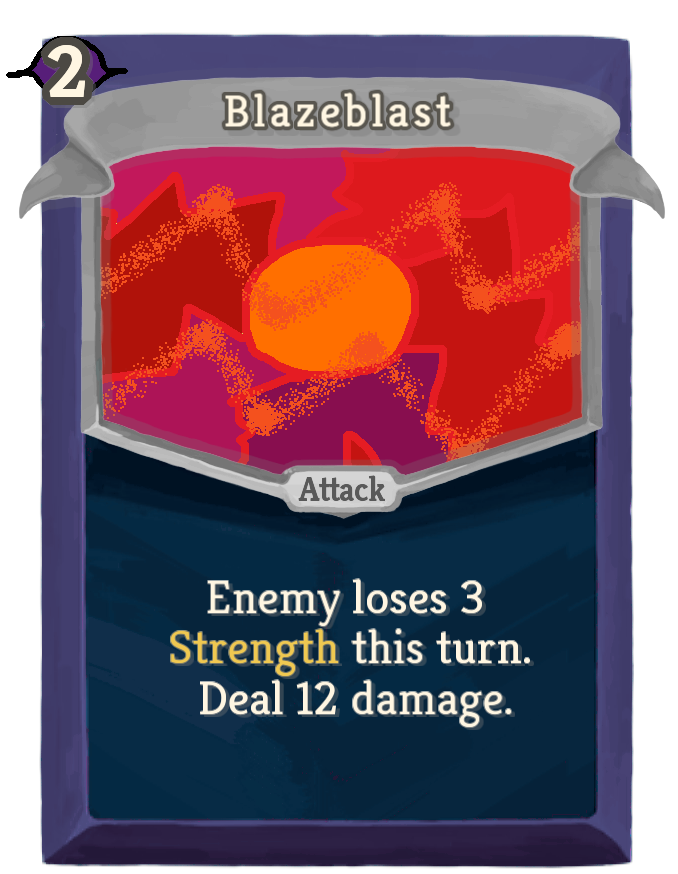 2
Blazeblast
Attack
Enemy loses 3
Strength this turn.
Deal 12 damage.